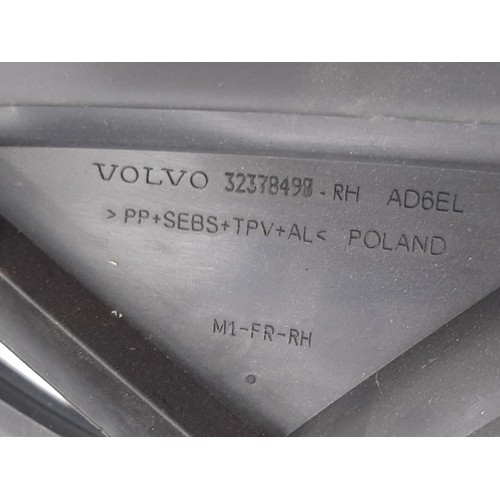 VOLVO 32378498-RH AD6EL
>PP+SEBS+TPV+AL< POLAND
M1-FR-RH